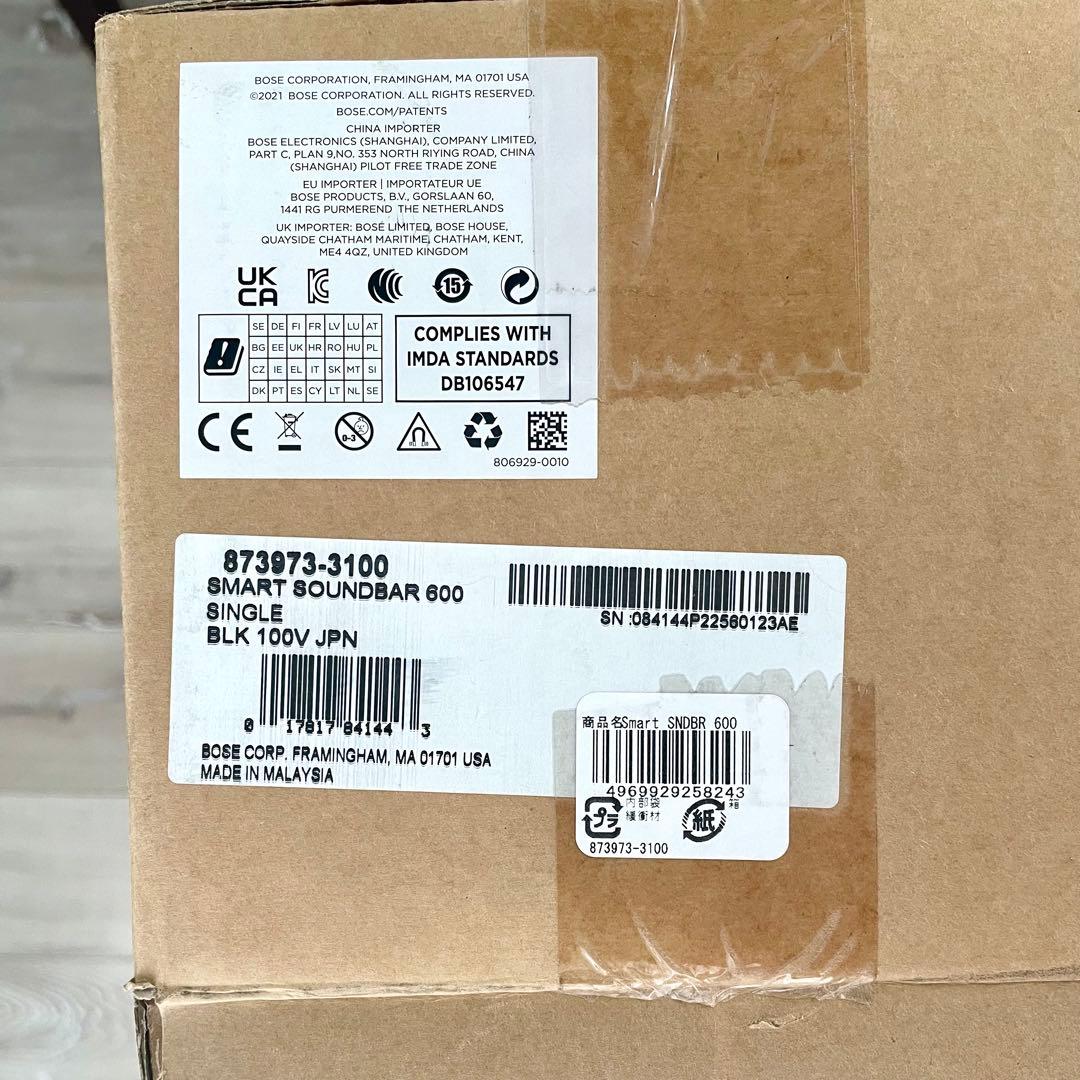 BOSE CORPORATION, FRAMINGHAM, MA 01701 USA
©2021 BOSE CORPORATION. ALL RIGHTS RESERVED.
BOSE.COM/PATENTS
CHINA IMPORTER
BOSE ELECTRONICS (SHANGHAI), COMPANY LIMITED,
PART C, PLAN 9,NO. 353 NORTH RIYING ROAD, CHINA
(SHANGHAI) PILOT FREE TRADE ZONE
EU IMPORTER | IMPORTATEUR UE
BOSE PRODUCTS, B.V., GORSLAAN 60,
1441 RG PURMEREND THE NETHERLANDS
UK IMPORTER: BOSE LIMITED, BOSE HOUSE,
QUAYSIDE CHATHAM MARITIME, CHATHAM, KENT,
ME4 4QZ, UNITED KINGDOM
UK
CA
15
SE DE FI FR LV LU AT
BG EE UK HR RO HU PL
CZ IE EL IT SK MT SI
DK PT ES CY LT NL SE
COMPLIES WITH
IMDA STANDARDS
DB106547
CE
0-3
806929-0010
873973-3100
SMART SOUNDBAR 600
SINGLE
BLK 100V JPN
0 17817 84144 3
BOSE CORP. FRAMINGHAM, MA 01701 USA
MADE IN MALAYSIA
SN :084144P22560123AE
商品名Smart SNDBR 600
4969929258243
プラ 内部袋 紙 箱
緩衝材
873973-3100